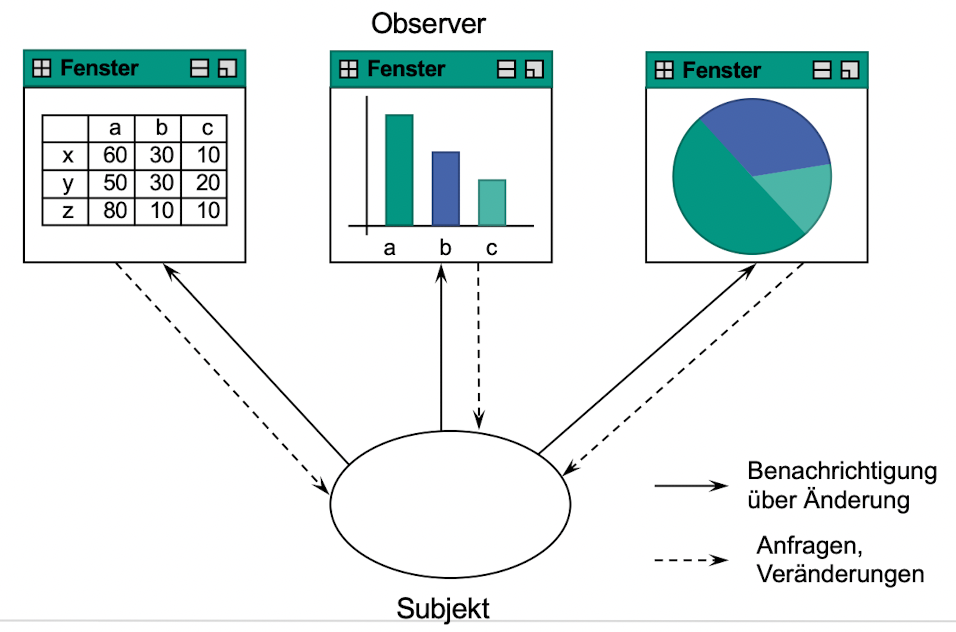 Observer
Fenster
Fenster
Fenster
a b c
x 60 30 10
y 50 30 20
z 80 10 10
a b c
Benachrichtigung
über Änderung
Anfragen,
Veränderungen
Subjekt